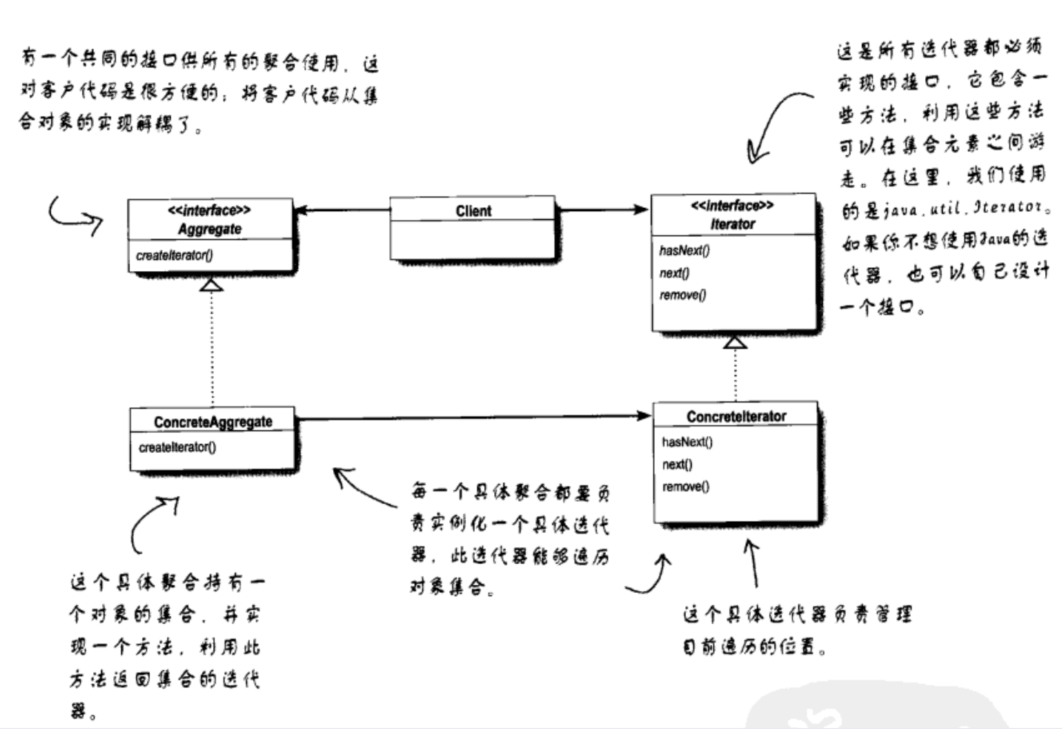 有一个共同的接口供所有的聚合使用，这
对客户代码是很方便的；将客户代码从集
合对象的实现解耦了。
这是所有迭代器都必须
实现的接口，它包含一
些方法，利用这些方法
可以在集合元素之间游
走。在这里，我们使用
的是java.util.Iterator。
如果你不想使用Java的迭
代器，也可以自己设计
一个接口。
<<interface>>
Aggregate
createIterator()
Client
<<interface>>
Iterator
hasNext()
next()
remove()
ConcreteAggregate
createIterator()
ConcreteIterator
hasNext()
next()
remove()
每一个具体聚合都要负
责实例化一个具体迭代
器，此迭代器能够遍历
对象集合。
这个具体聚合持有一
个对象的集合，并实
现一个方法，利用此
方法返回集合的迭代
器。
这个具体迭代器负责管理
目前遍历的位置。